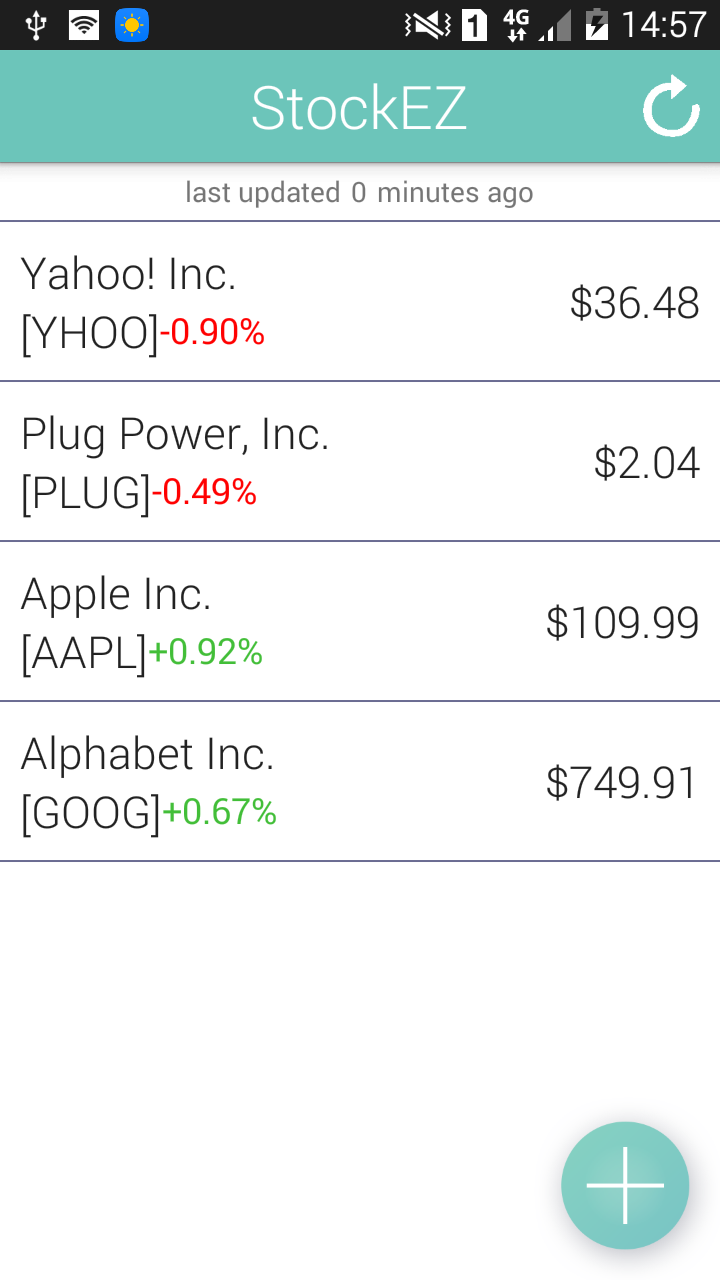 1 4G 14:57
StockEZ
last updated 0 minutes ago
Yahoo! Inc.
[YHOO]-0.90%
$36.48
Plug Power, Inc.
[PLUG]-0.49%
$2.04
Apple Inc.
[AAPL]+0.92%
$109.99
Alphabet Inc.
[GOOG]+0.67%
$749.91